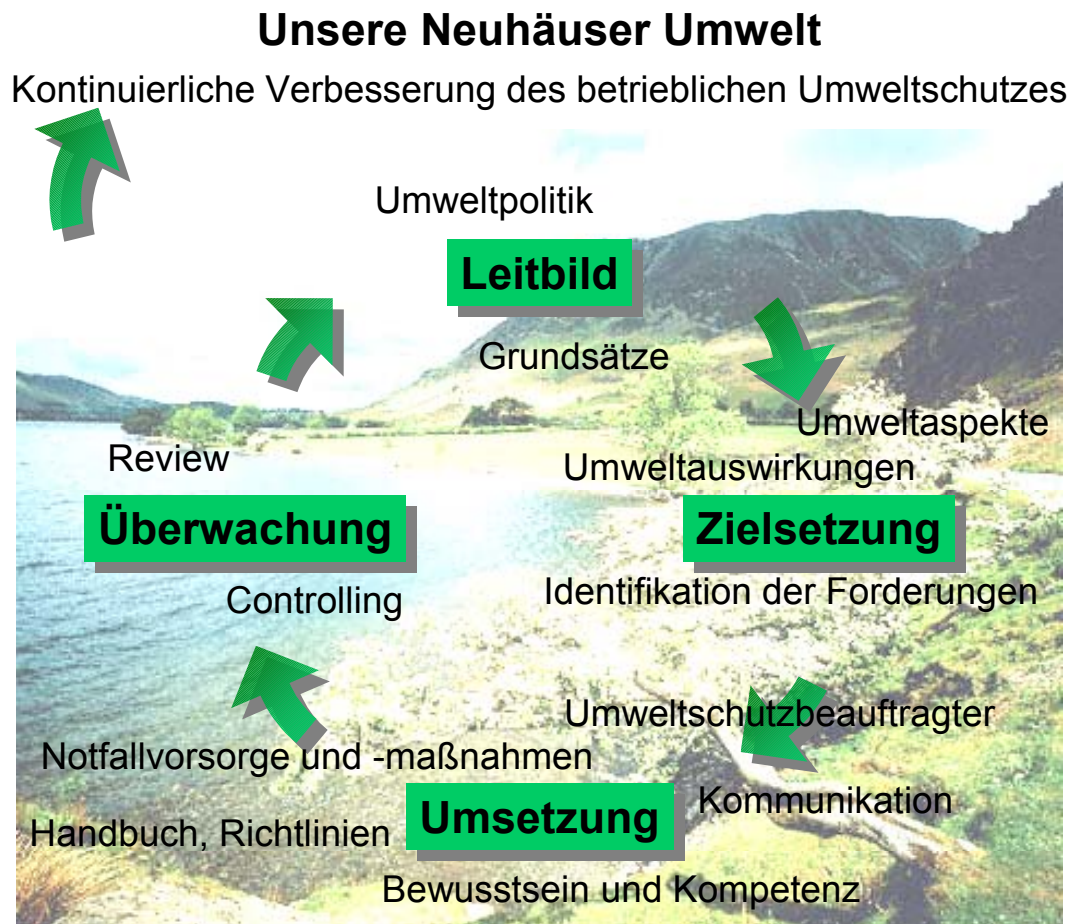 Unsere Neuhäuser Umwelt
Kontinuierliche Verbesserung des betrieblichen Umweltschutzes
Umweltpolitik
Leitbild
Grundsätze
Umweltaspekte
Umweltauswirkungen
Zielsetzung
Identifikation der Forderungen
Review
Überwachung
Controlling
Umweltschutzbeauftragter
Notfallvorsorge und -maßnahmen
Kommunikation
Handbuch, Richtlinien
Umsetzung
Bewusstsein und Kompetenz